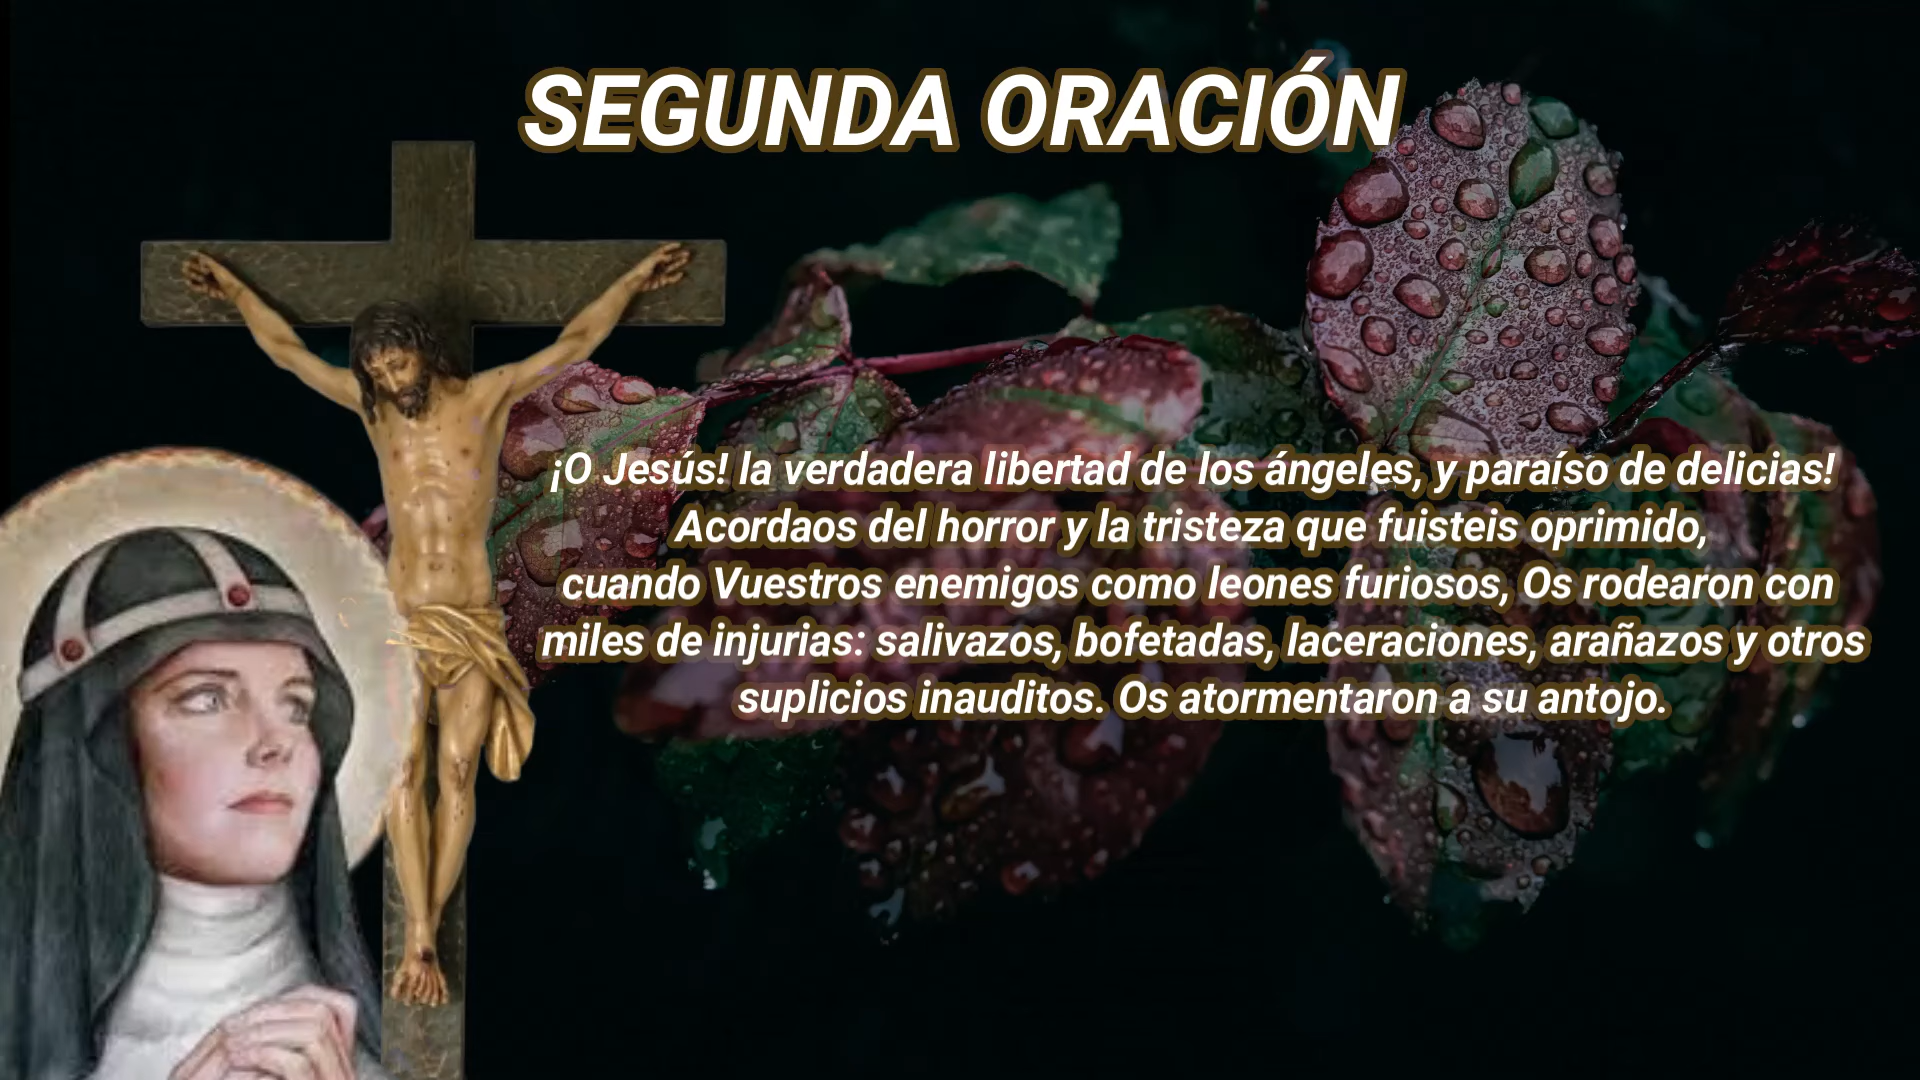 SEGUNDA ORACIÓN
¡O Jesús! la verdadera libertad de los ángeles, y paraíso de delicias!
Acordaos del horror y la tristeza que fuisteis oprimido,
cuando Vuestros enemigos como leones furiosos, Os rodearon con
miles de injurias: salivazos, bofetadas, laceraciones, arañazos y otros
suplicios inauditos. Os atormentaron a su antojo.